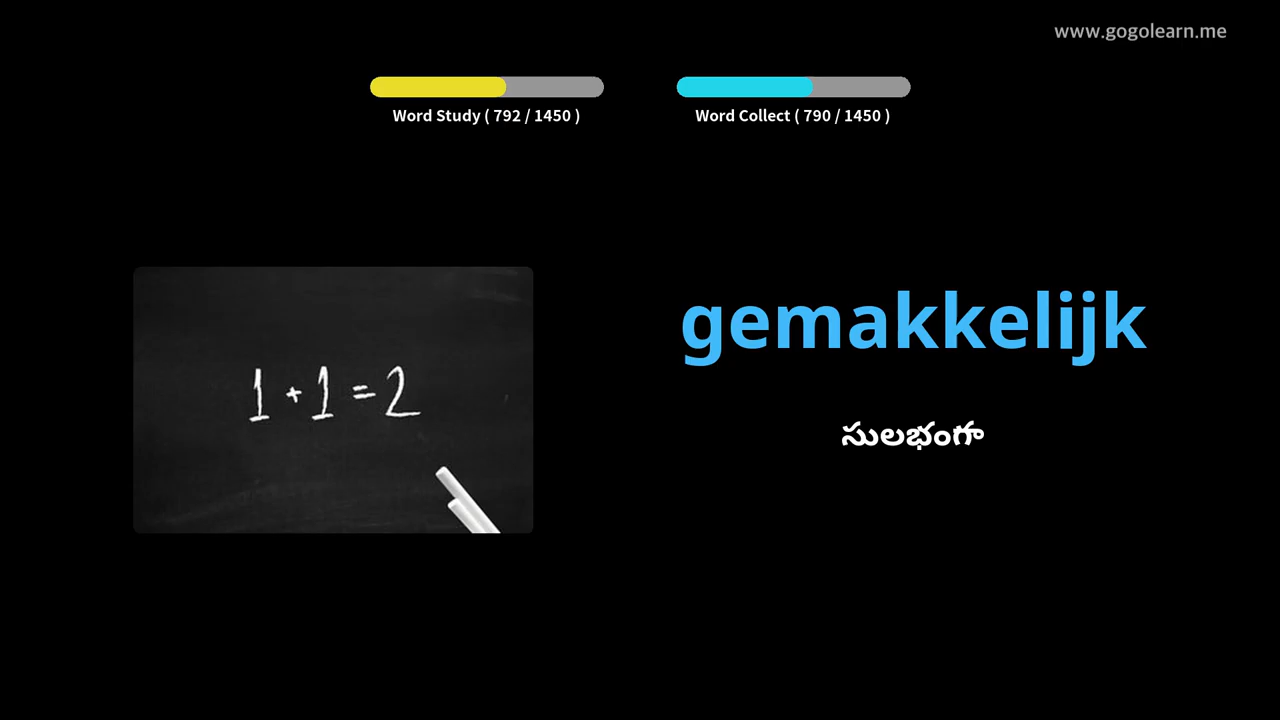 www.gogolearn.me
Word Study ( 792 / 1450 )
Word Collect ( 790 / 1450 )
1 + 1 = 2
gemakkelijk
సులభంగా